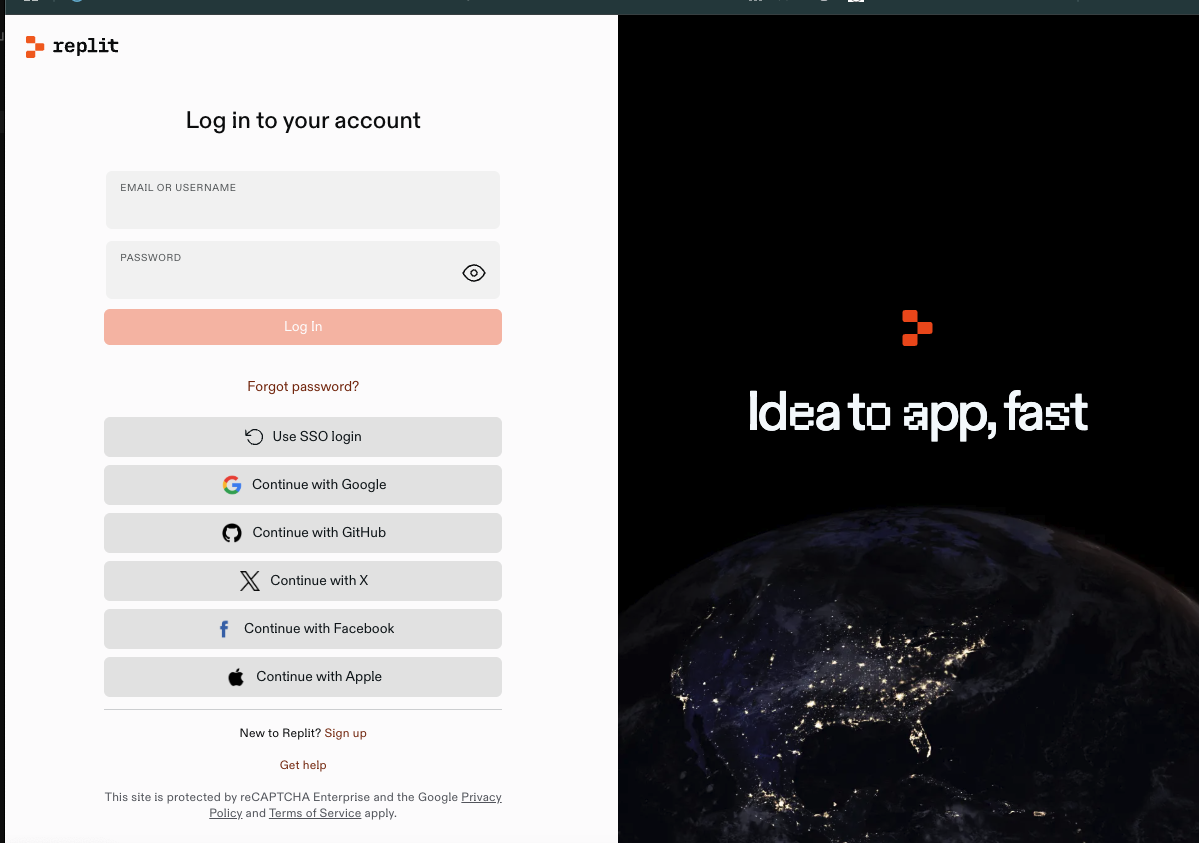 replit
Log in to your account
EMAIL OR USERNAME
PASSWORD
Log In
Forgot password?
Use SSO login
Continue with Google
Continue with GitHub
Continue with X
Continue with Facebook
Continue with Apple
New to Replit? Sign up
Get help
This site is protected by reCAPTCHA Enterprise and the Google Privacy
Policy and Terms of Service apply.
Idea to app, fast